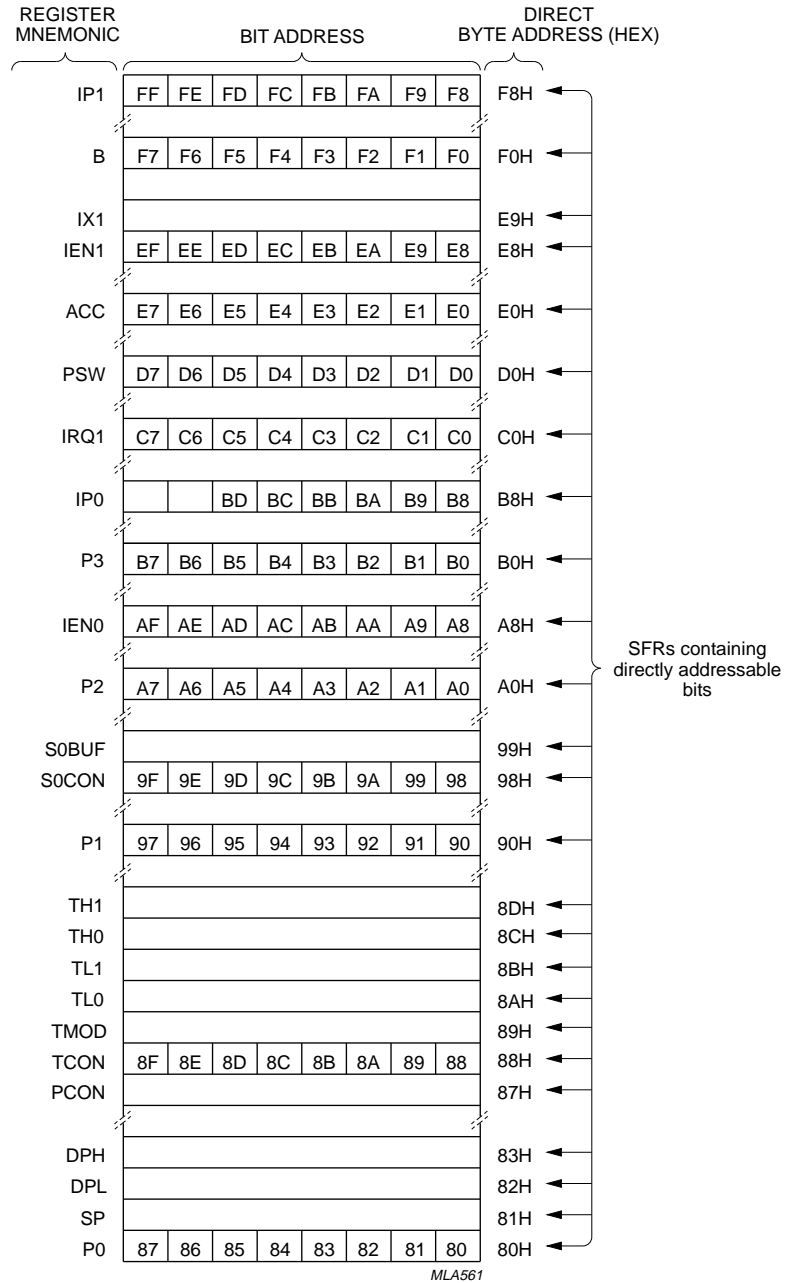 REGISTER
MNEMONIC
BIT ADDRESS
DIRECT
BYTE ADDRESS (HEX)
IP1 FF FE FD FC FB FA F9 F8 F8H
B F7 F6 F5 F4 F3 F2 F1 F0 F0H
IX1 E9H
IEN1 EF EE ED EC EB EA E9 E8 E8H
ACC E7 E6 E5 E4 E3 E2 E1 E0 E0H
PSW D7 D6 D5 D4 D3 D2 D1 D0 D0H
IRQ1 C7 C6 C5 C4 C3 C2 C1 C0 C0H
IP0 BD BC BB BA B9 B8 B8H
P3 B7 B6 B5 B4 B3 B2 B1 B0 B0H
IEN0 AF AE AD AC AB AA A9 A8 A8H
SFRs containing
directly addressable
bits
P2 A7 A6 A5 A4 A3 A2 A1 A0 A0H
S0BUF 99H
S0CON 9F 9E 9D 9C 9B 9A 99 98 98H
P1 97 96 95 94 93 92 91 90 90H
TH1 8DH
TH0 8CH
TL1 8BH
TL0 8AH
TMOD 89H
TCON 8F 8E 8D 8C 8B 8A 89 88 88H
PCON 87H
DPH 83H
DPL 82H
SP 81H
P0 87 86 85 84 83 82 81 80 80H
MLA561